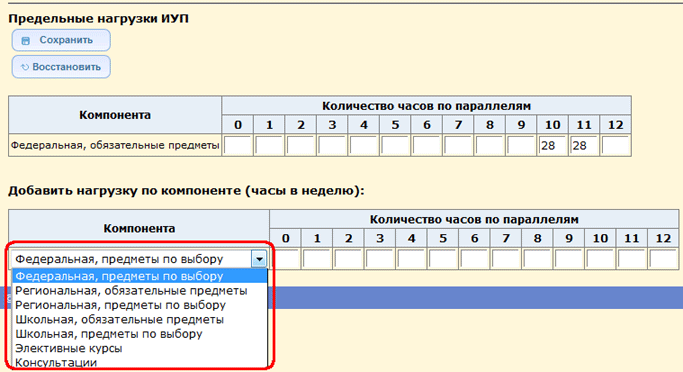 Предельные нагрузки ИУП
Сохранить
Восстановить
Компонента Количество часов по параллелям
0 1 2 3 4 5 6 7 8 9 10 11 12
Федеральная, обязательные предметы 28 28
Добавить нагрузку по компоненте (часы в неделю):
Компонента Количество часов по параллелям
0 1 2 3 4 5 6 7 8 9 10 11 12
Федеральная, предметы по выбору
Федеральная, предметы по выбору
Региональная, обязательные предметы
Региональная, предметы по выбору
Школьная, обязательные предметы
Школьная, предметы по выбору
Элективные курсы
Консультации